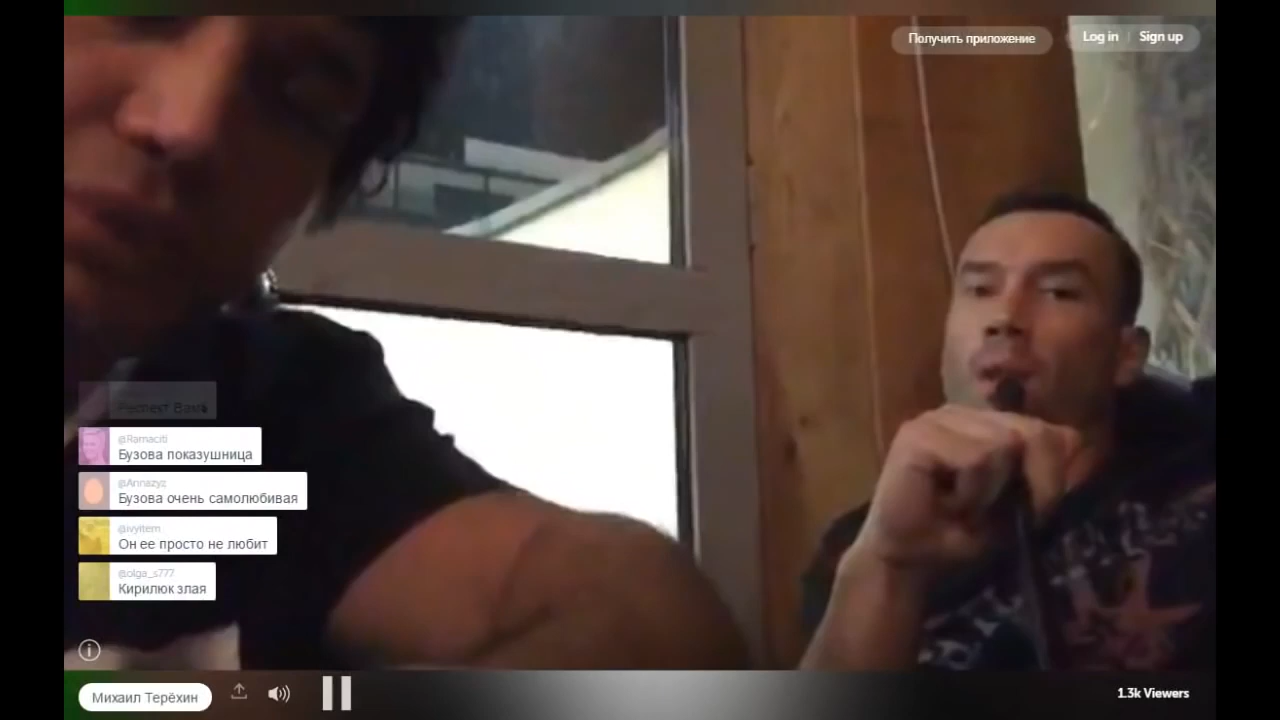 Получить приложение
Log in | Sign up
Респект Вам
@Ramaciti
Бузова показушница
@Annazyz
Бузова очень самолюбивая
@ivyitem
Он ее просто не любит
@olga_s777
Кирилюк злая
Михаил Терёхин
1.3k Viewers